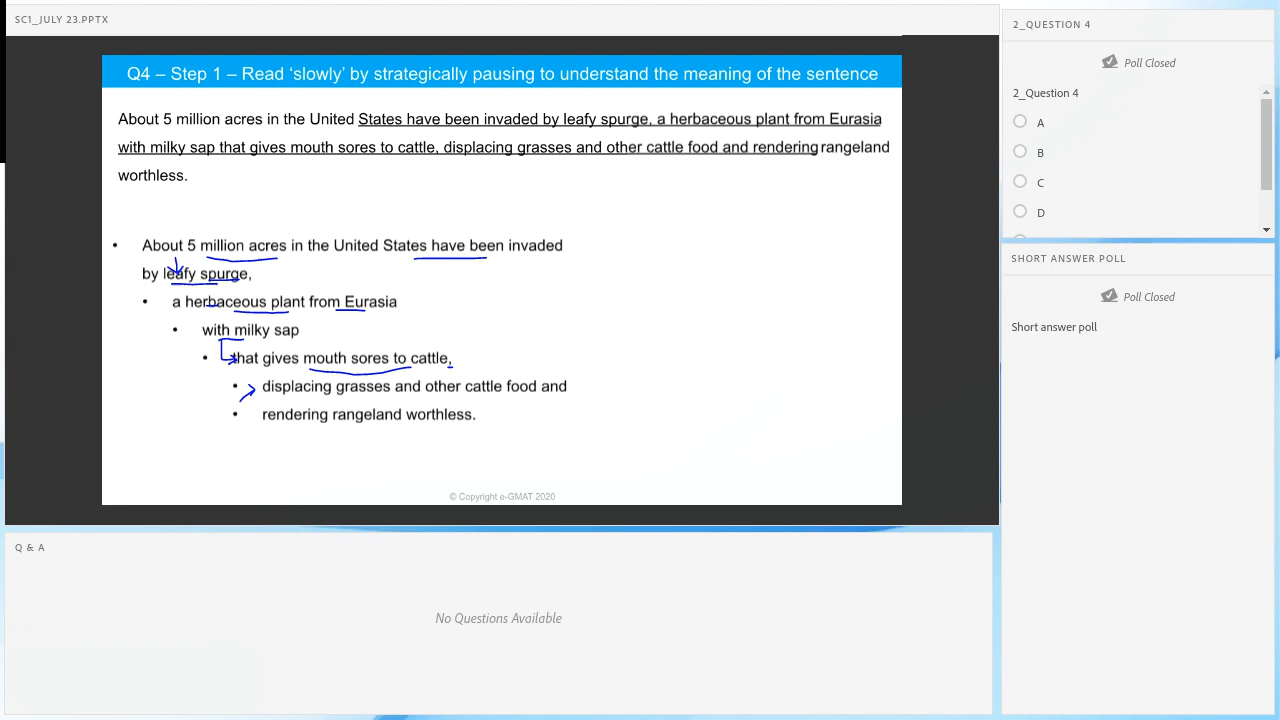 SC1_JULY 23.PPTX
Q4 – Step 1 – Read ‘slowly’ by strategically pausing to understand the meaning of the sentence
About 5 million acres in the United States have been invaded by leafy spurge, a herbaceous plant from Eurasia
with milky sap that gives mouth sores to cattle, displacing grasses and other cattle food and rendering rangeland
worthless.
• About 5 million acres in the United States have been invaded
by leafy spurge,
• a herbaceous plant from Eurasia
• with milky sap
• that gives mouth sores to cattle,
• displacing grasses and other cattle food and
• rendering rangeland worthless.
© Copyright e-GMAT 2020
2_QUESTION 4
Poll Closed
2_Question 4
A
B
C
D
SHORT ANSWER POLL
Poll Closed
Short answer poll
Q & A
No Questions Available